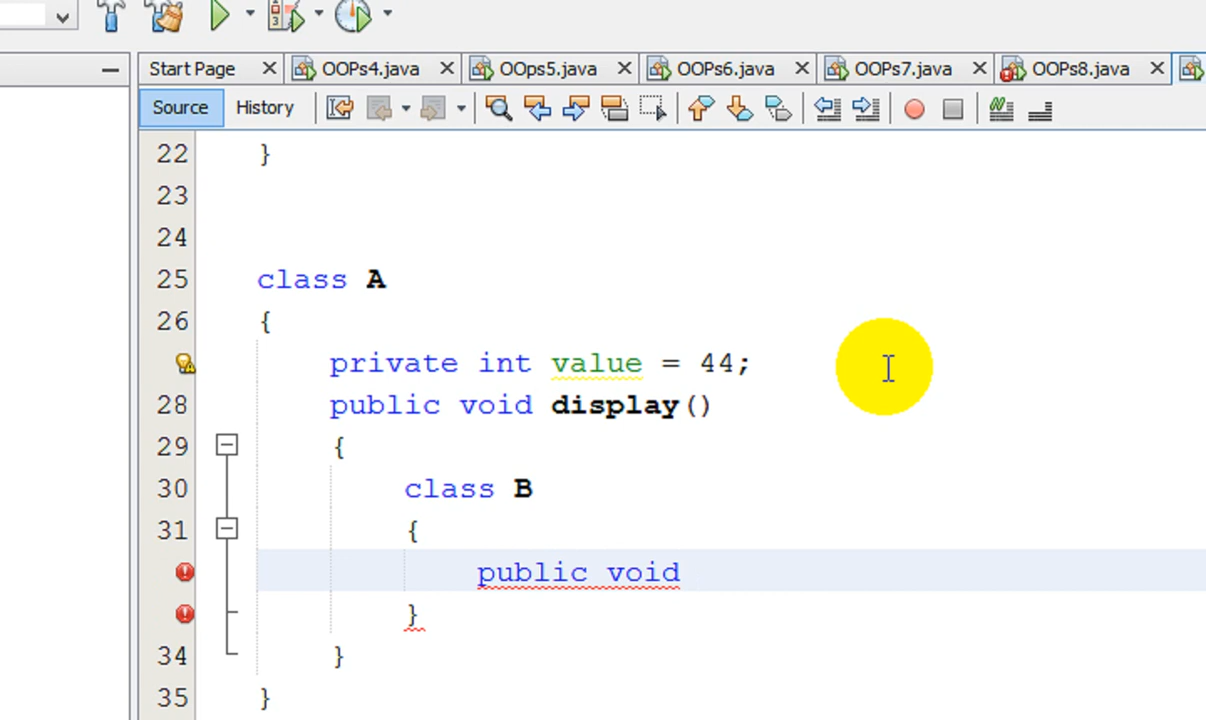 Start Page OOPs4.java OOps5.java OOPs6.java OOPs7.java OOPs8.java
Source History
22 }
23
24
25 class A
26 {
private int value = 44;
28 public void display()
29 {
30 class B
31 {
public void
}
34 }
35 }